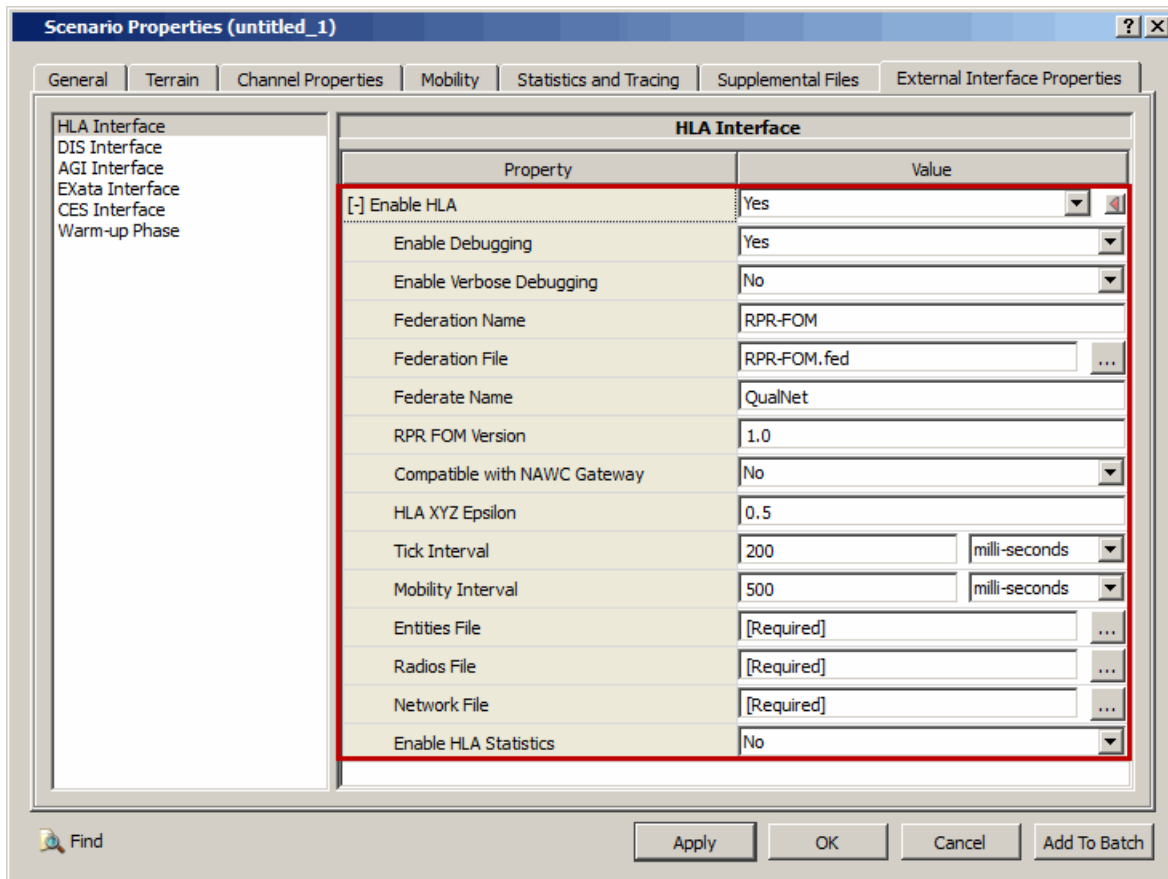 Scenario Properties (untitled_1)
? X
General Terrain Channel Properties Mobility Statistics and Tracing Supplemental Files External Interface Properties
HLA Interface
DIS Interface
AGI Interface
EXata Interface
CES Interface
Warm-up Phase
HLA Interface
Property Value
[-] Enable HLA Yes
Enable Debugging Yes
Enable Verbose Debugging No
Federation Name RPR-FOM
Federation File RPR-FOM.fed ...
Federate Name QualNet
RPR FOM Version 1.0
Compatible with NAWC Gateway No
HLA XYZ Epsilon 0.5
Tick Interval 200 milli-seconds
Mobility Interval 500 milli-seconds
Entities File [Required] ...
Radios File [Required] ...
Network File [Required] ...
Enable HLA Statistics No
Find Apply OK Cancel Add To Batch